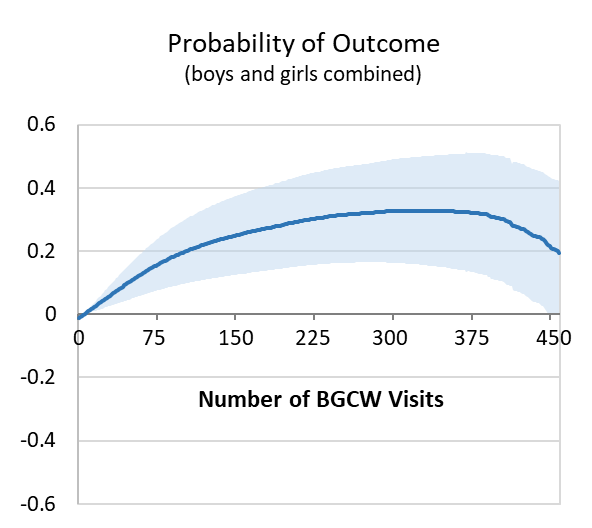 Probability of Outcome
(boys and girls combined)
0.6
0.4
0.2
0
0 75 150 225 300 375 450
-0.2
Number of BGCW Visits
-0.4
-0.6